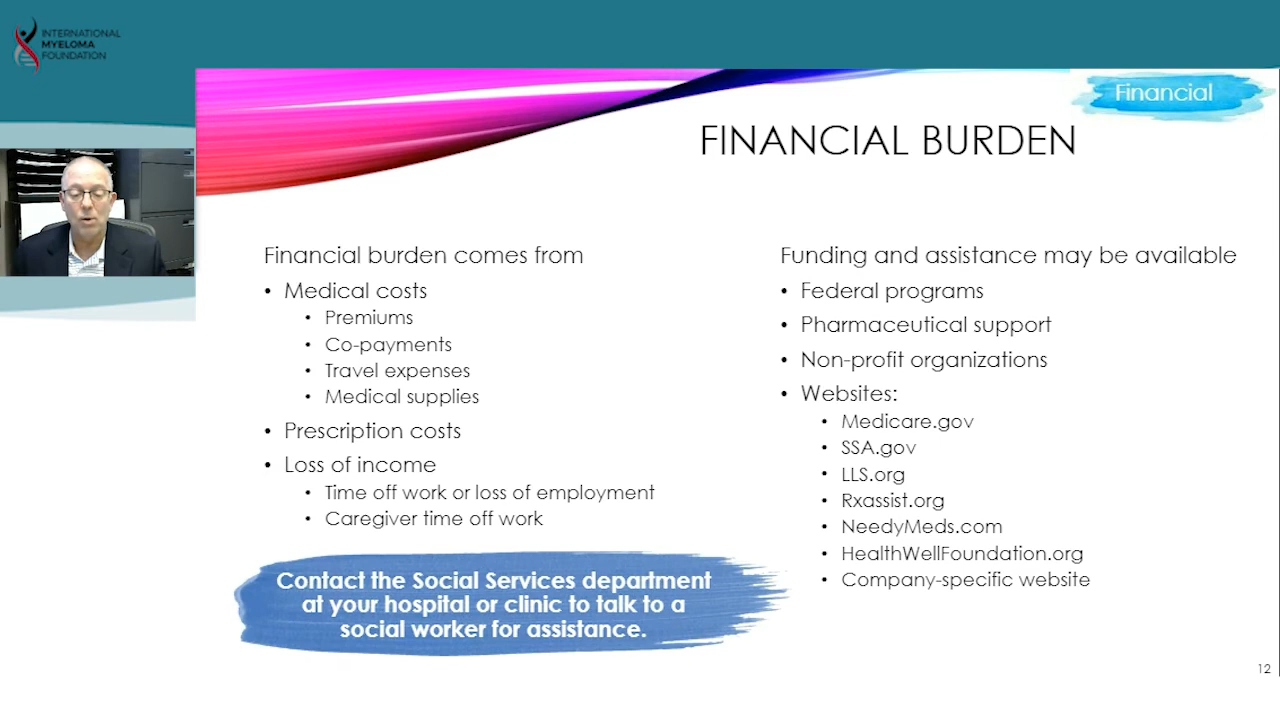 INTERNATIONAL
MYELOMA
FOUNDATION
Financial
FINANCIAL BURDEN
Financial burden comes from
• Medical costs
• Premiums
• Co-payments
• Travel expenses
• Medical supplies
• Prescription costs
• Loss of income
• Time off work or loss of employment
• Caregiver time off work
Contact the Social Services department
at your hospital or clinic to talk to a
social worker for assistance.
Funding and assistance may be available
• Federal programs
• Pharmaceutical support
• Non-profit organizations
• Websites:
• Medicare.gov
• SSA.gov
• LLS.org
• Rxassist.org
• NeedyMeds.com
• HealthWellFoundation.org
• Company-specific website
12